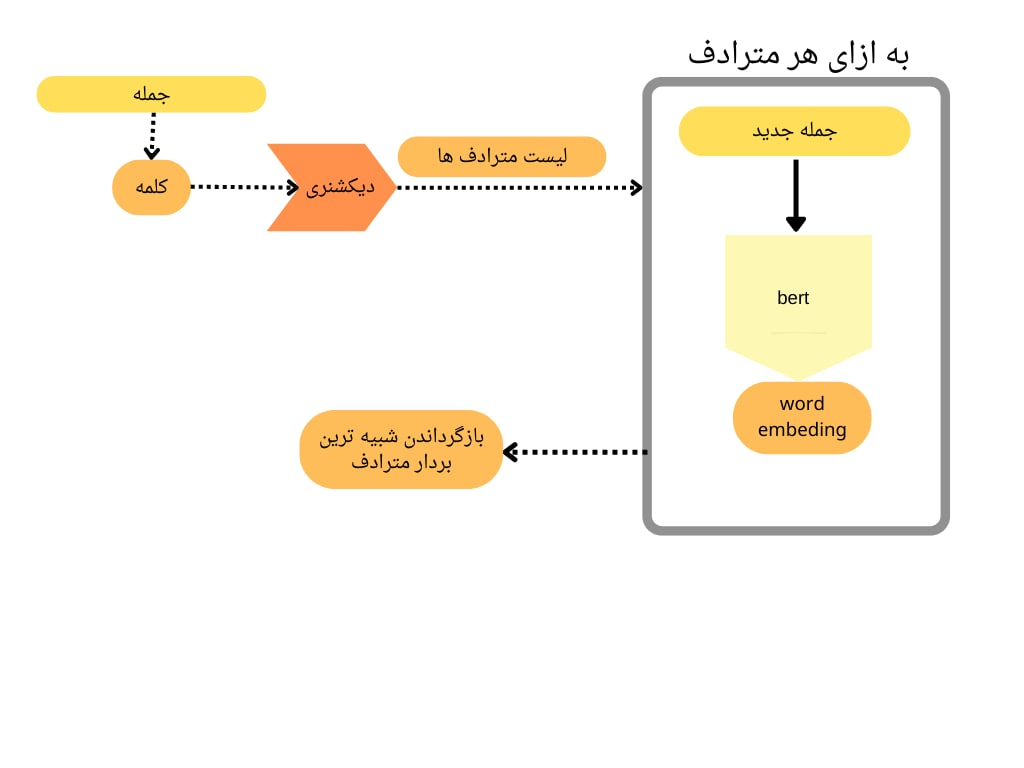 به ازای هر مترادف
جمله
جمله جدید
لیست مترادف ها
کلمه
دیکشنری
bert
word
embeding
بازگرداندن شبیه ترین
بردار مترادف